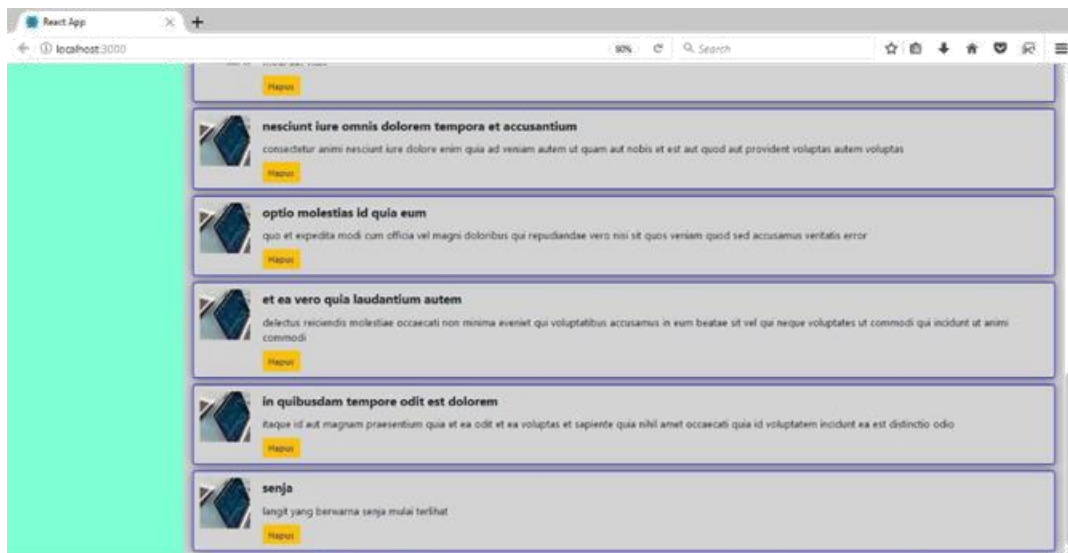 React App
localhost:3000
80%
Search
Hapus
nesciunt iure omnis dolorem tempora et accusantium
consectetur animi nesciunt iure dolore enim quia ad veniam autem ut quam aut nobis et est aut quod aut provident voluptas autem voluptas
Hapus
optio molestias id quia eum
quo et expedita modi cum officia vel magni doloribus qui repudiandae vero nisi sit quos veniam quod sed accusamus veritatis error
Hapus
et ea vero quia laudantium autem
delectus reiciendis molestiae occaecati non minima eveniet qui voluptatibus accusamus in eum beatae sit vel qui neque voluptates ut commodi qui incidunt ut animi
commodi
Hapus
in quibusdam tempore odit est dolorem
itaque id aut magnam praesentium quia et ea odit et ea voluptas et sapiente quia nihil amet occaecati quia id voluptatem incidunt ea est distinctio odio
Hapus
senja
langit yang berwarna senja mulai terlihat
Hapus